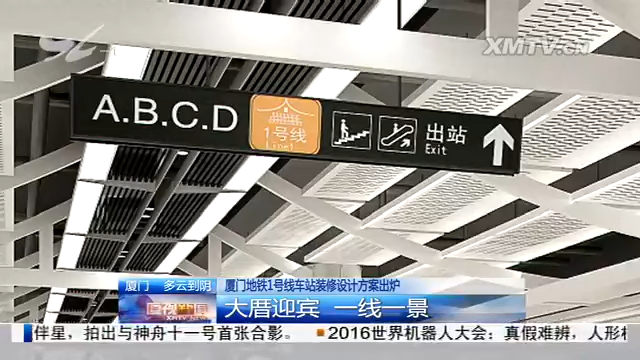 XMTV.CN
A.B.C.D
1号线
Line1
出站
Exit
厦门 多云到阴
厦门地铁1号线车站装修设计方案出炉
大厝迎宾 一线一景
XMTV.CN
伴星，拍出与神舟十一号首张合影。 ■2016世界机器人大会：真假难辨，人形